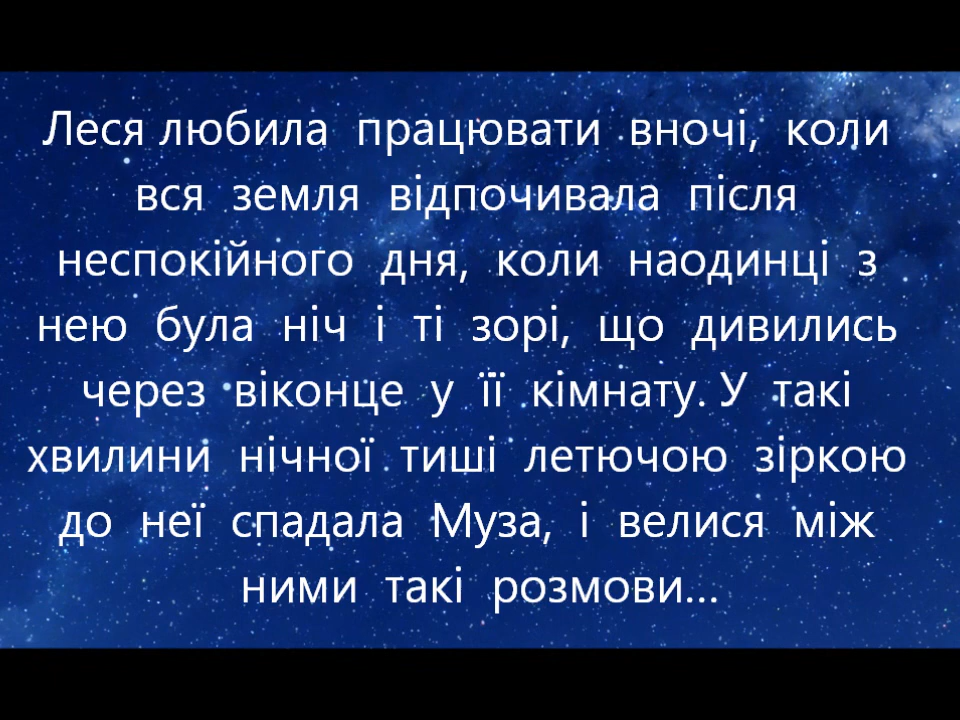 Леся любила працювати вночі, коли
вся земля відпочивала після
неспокійного дня, коли наодинці з
нею була ніч і ті зорі, що дивились
через віконце у її кімнату. У такі
хвилини нічної тиші летючою зіркою
до неї спадала Муза, і велися між
ними такі розмови...